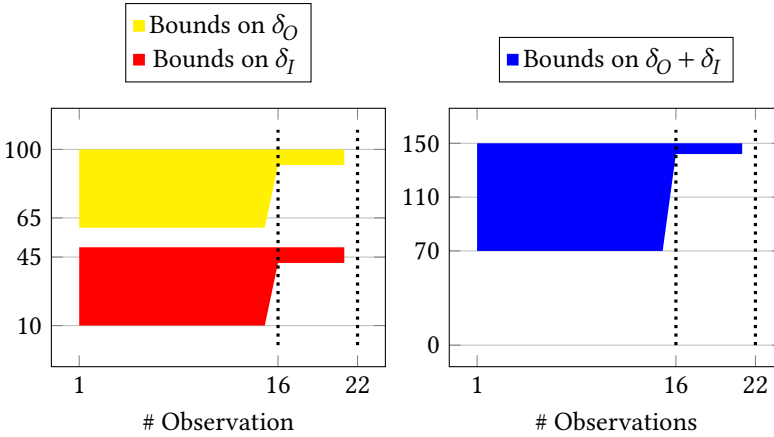 Bounds on δ_O
Bounds on δ_I
100
65
45
10
1 16 22
# Observation
Bounds on δ_O + δ_I
150
110
70
0
1 16 22
# Observations